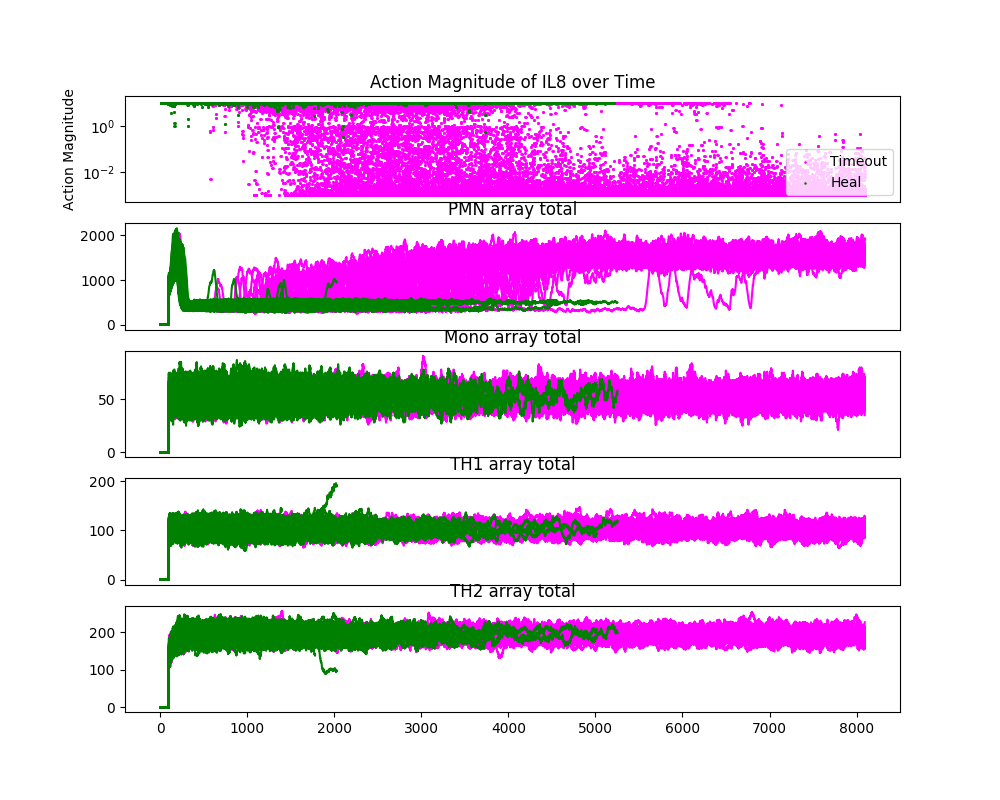 Action Magnitude of IL8 over Time
Action Magnitude
10^0
10^-2
Timeout
Heal
PMN array total
2000
1000
0
Mono array total
50
0
TH1 array total
200
100
0
TH2 array total
200
100
0
0 1000 2000 3000 4000 5000 6000 7000 8000